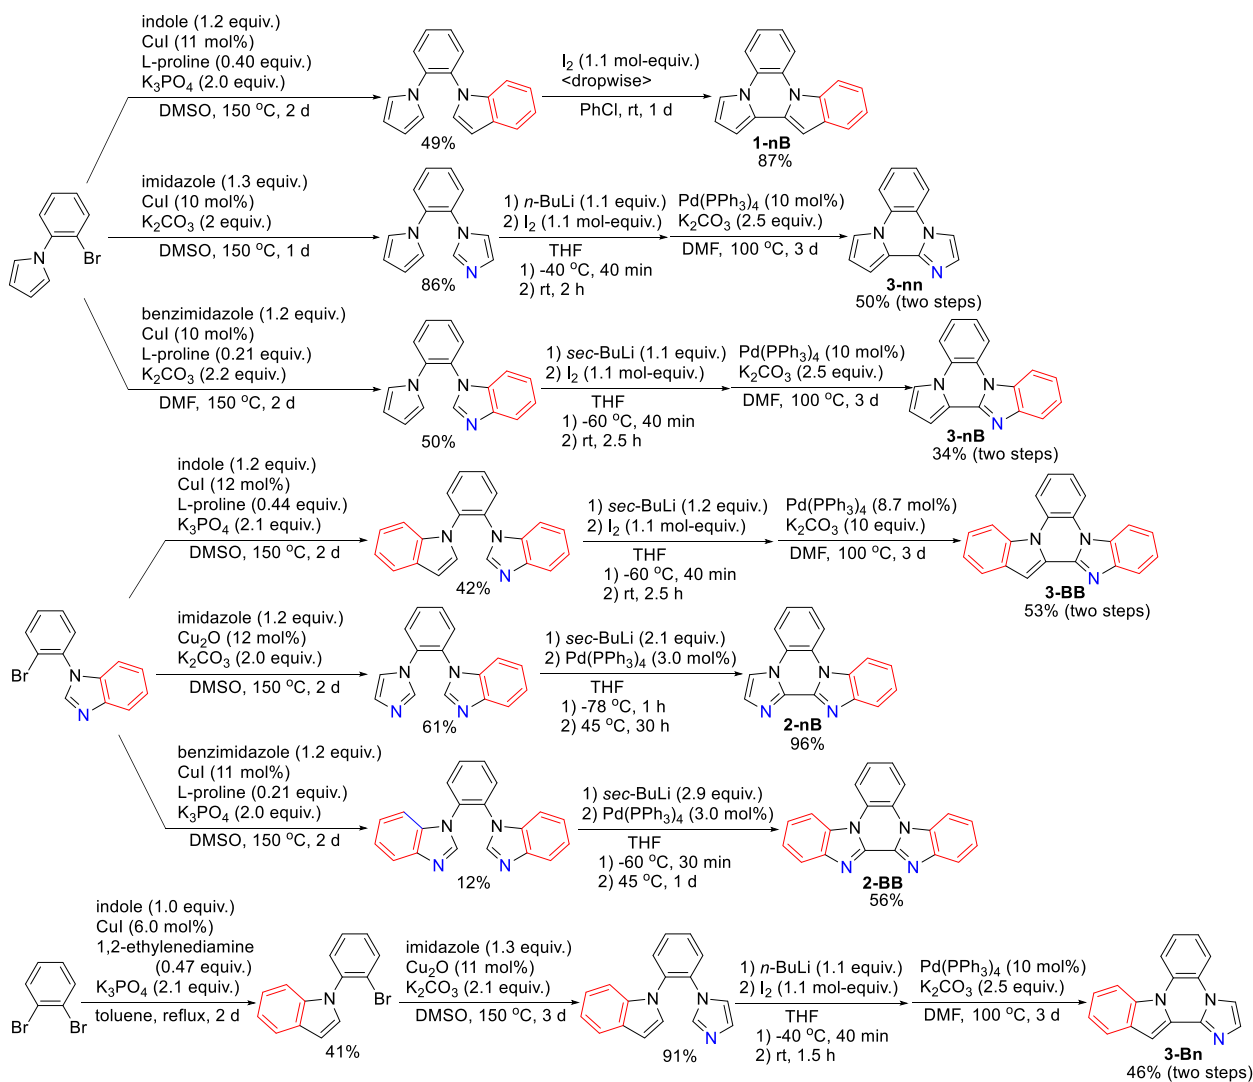 indole (1.2 equiv.)
CuI (11 mol%)
L-proline (0.40 equiv.)
K3PO4 (2.0 equiv.)
DMSO, 150 °C, 2 d
N
N
49%
I2 (1.1 mol-equiv.)
<dropwise>
PhCl, rt, 1 d
N
N
1-nB
87%
N
Br
imidazole (1.3 equiv.)
CuI (10 mol%)
K2CO3 (2 equiv.)
DMSO, 150 °C, 1 d
N
N
N
86%
1) n-BuLi (1.1 equiv.)
2) I2 (1.1 mol-equiv.)
THF
1) -40 °C, 40 min
2) rt, 2 h
Pd(PPh3)4 (10 mol%)
K2CO3 (2.5 equiv.)
DMF, 100 °C, 3 d
N
N
N
3-nn
50% (two steps)
benzimidazole (1.2 equiv.)
CuI (10 mol%)
L-proline (0.21 equiv.)
K2CO3 (2.2 equiv.)
DMF, 150 °C, 2 d
N
N
N
50%
1) sec-BuLi (1.1 equiv.)
2) I2 (1.1 mol-equiv.)
THF
1) -60 °C, 40 min
2) rt, 2.5 h
Pd(PPh3)4 (10 mol%)
K2CO3 (2.5 equiv.)
DMF, 100 °C, 3 d
N
N
N
3-nB
34% (two steps)
indole (1.2 equiv.)
CuI (12 mol%)
L-proline (0.44 equiv.)
K3PO4 (2.1 equiv.)
DMSO, 150 °C, 2 d
N
N
N
42%
1) sec-BuLi (1.2 equiv.)
2) I2 (1.1 mol-equiv.)
THF
1) -60 °C, 40 min
2) rt, 2.5 h
Pd(PPh3)4 (8.7 mol%)
K2CO3 (10 equiv.)
DMF, 100 °C, 3 d
N
N
N
3-BB
53% (two steps)
Br
N
N
imidazole (1.2 equiv.)
Cu2O (12 mol%)
K2CO3 (2.0 equiv.)
DMSO, 150 °C, 2 d
N
N
N
N
61%
1) sec-BuLi (2.1 equiv.)
2) Pd(PPh3)4 (3.0 mol%)
THF
1) -78 °C, 1 h
2) 45 °C, 30 h
N
N
N
N
2-nB
96%
benzimidazole (1.2 equiv.)
CuI (11 mol%)
L-proline (0.21 equiv.)
K3PO4 (2.0 equiv.)
DMSO, 150 °C, 2 d
N
N
N
N
12%
1) sec-BuLi (2.9 equiv.)
2) Pd(PPh3)4 (3.0 mol%)
THF
1) -60 °C, 30 min
2) 45 °C, 1 d
N
N
N
N
2-BB
56%
Br
Br
indole (1.0 equiv.)
CuI (6.0 mol%)
1,2-ethylenediamine
(0.47 equiv.)
K3PO4 (2.1 equiv.)
toluene, reflux, 2 d
N
Br
41%
imidazole (1.3 equiv.)
Cu2O (11 mol%)
K2CO3 (2.1 equiv.)
DMSO, 150 °C, 3 d
N
N
N
91%
1) n-BuLi (1.1 equiv.)
2) I2 (1.1 mol-equiv.)
THF
1) -40 °C, 40 min
2) rt, 1.5 h
Pd(PPh3)4 (10 mol%)
K2CO3 (2.5 equiv.)
DMF, 100 °C, 3 d
N
N
N
3-Bn
46% (two steps)